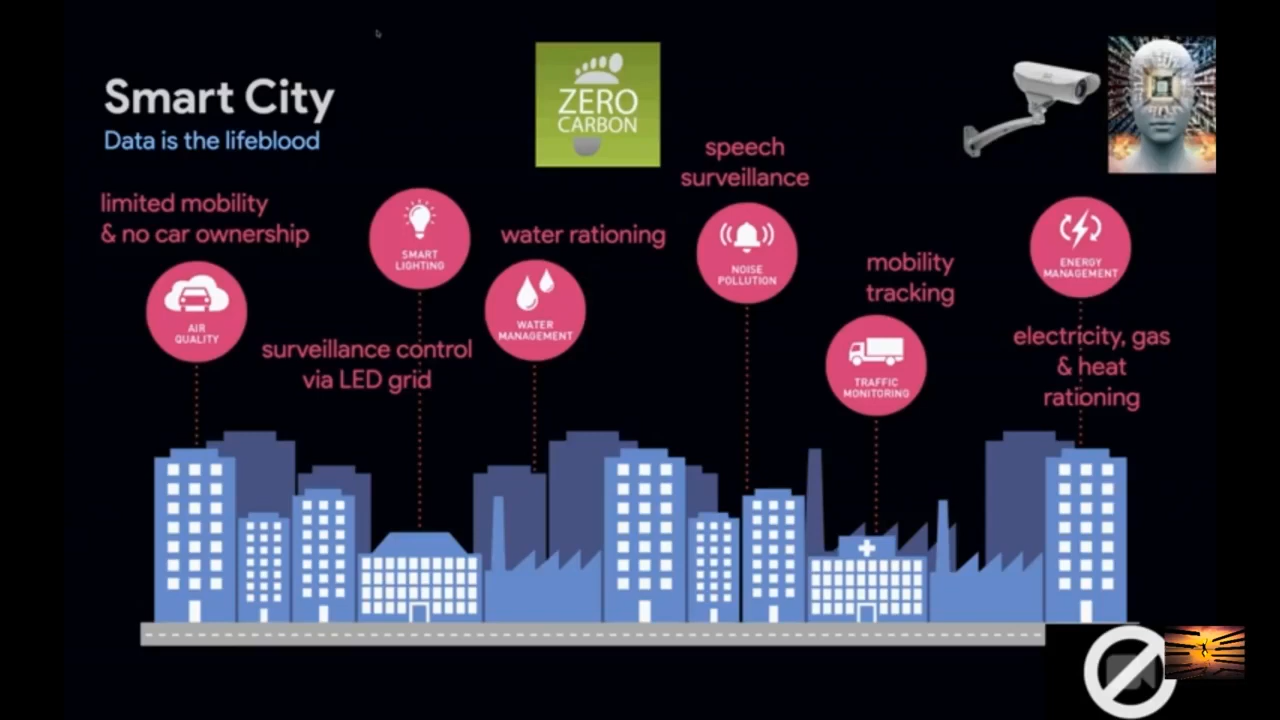 Smart City
Data is the lifeblood
ZERO
CARBON
speech
surveillance
limited mobility
& no car ownership
SMART
LIGHTING
water rationing
NOISE
POLLUTION
mobility
tracking
ENERGY
MANAGEMENT
AIR
QUALITY
surveillance control
via LED grid
WATER
MANAGEMENT
TRAFFIC
MONITORING
electricity, gas
& heat
rationing